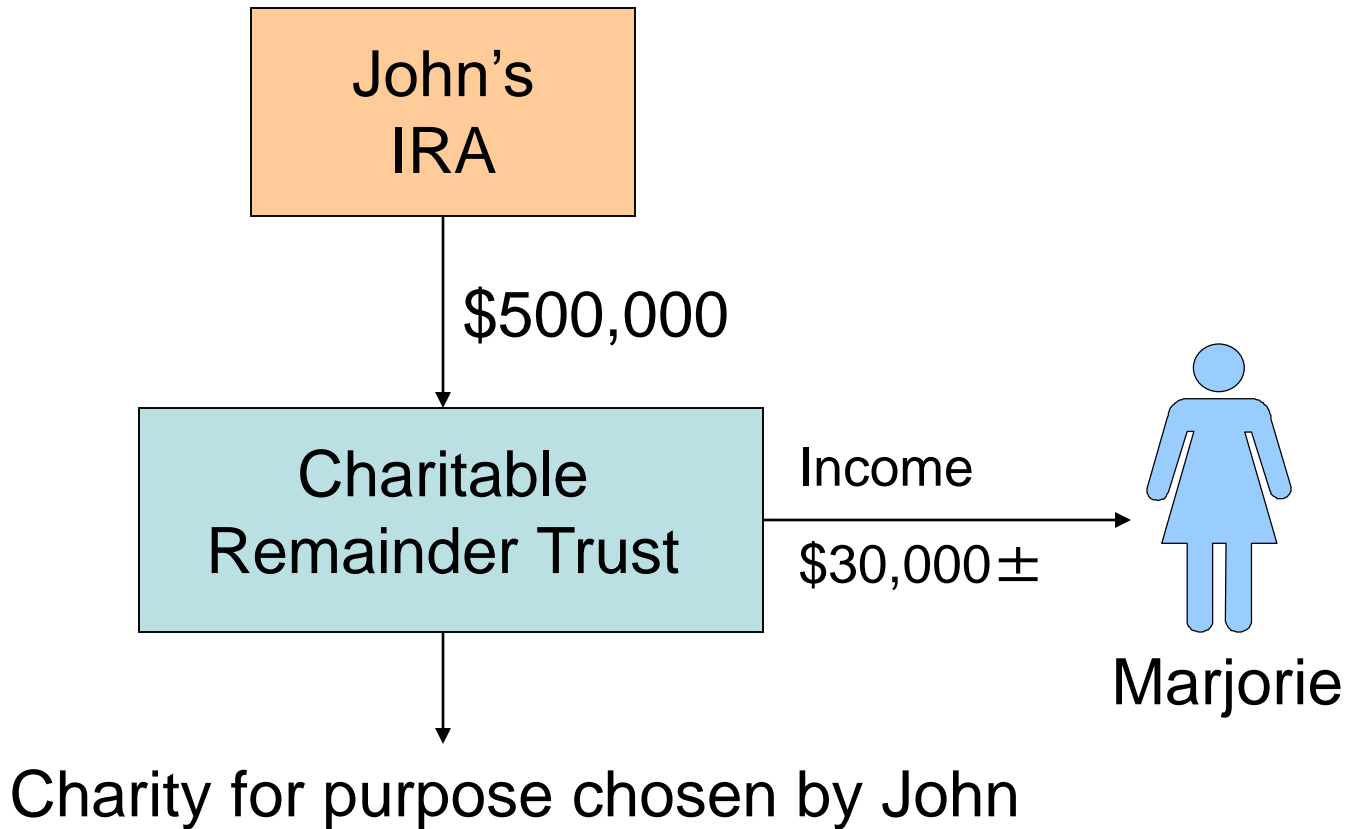 John’s
IRA
$500,000
Charitable
Remainder Trust
Income
$30,000±
Marjorie
Charity for purpose chosen by John